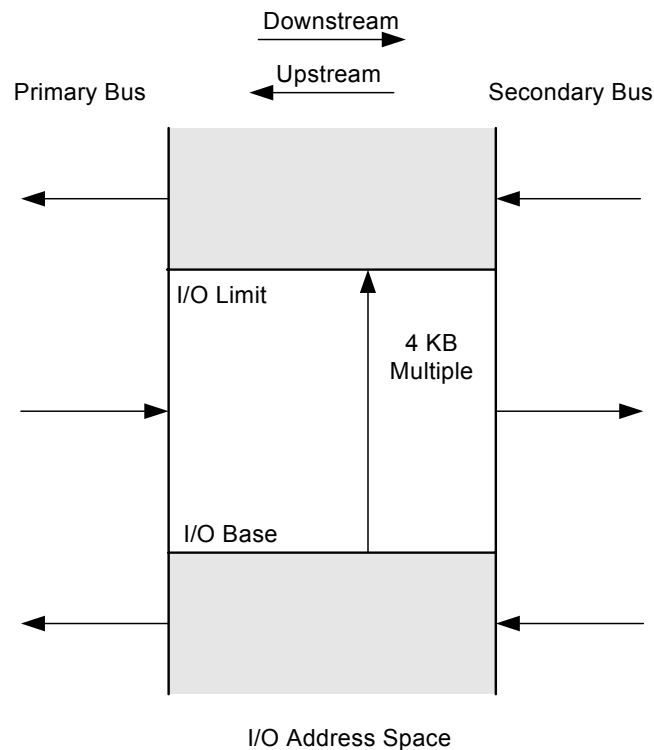 Downstream
Upstream
Primary Bus
Secondary Bus
I/O Limit
4 KB
Multiple
I/O Base
I/O Address Space